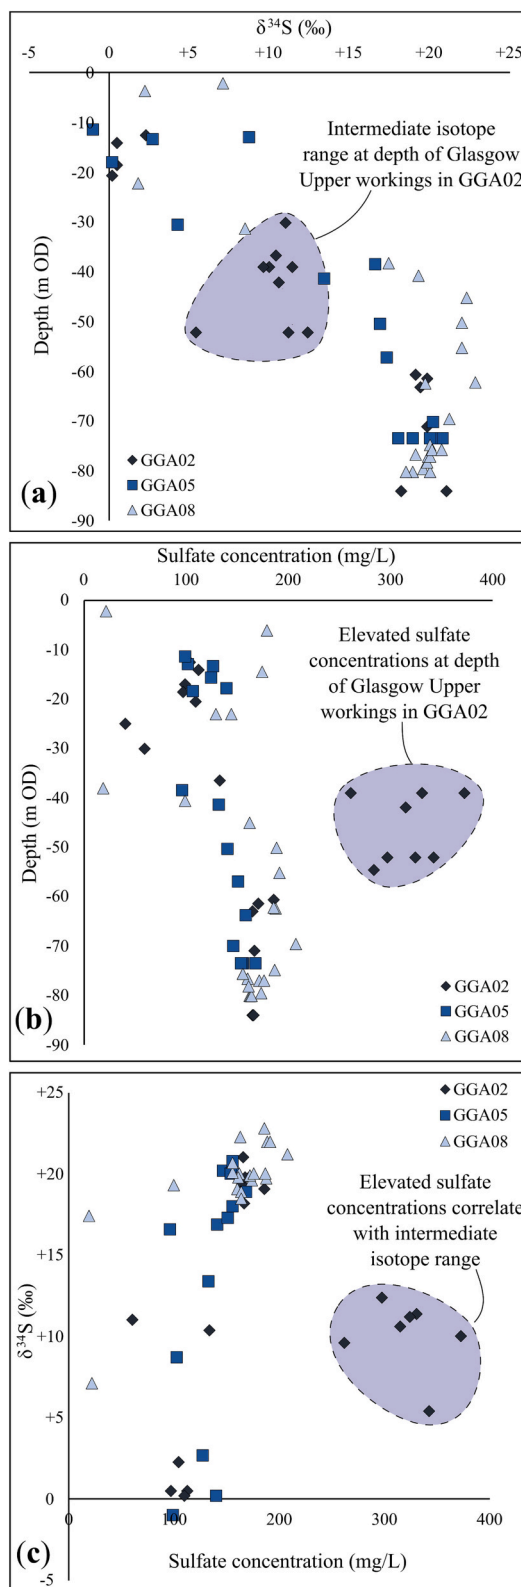 δ³⁴S (‰)
-5 0 +5 +10 +15 +20 +25
0
-10
-20
-30
-40
-50
-60
-70
-80
-90
Depth (m OD)
Intermediate isotope
range at depth of Glasgow
Upper workings in GGA02
GGA02
GGA05
GGA08
(a)
Sulfate concentration (mg/L)
0 100 200 300 400
0
-10
-20
-30
-40
-50
-60
-70
-80
-90
Depth (m OD)
Elevated sulfate
concentrations at depth
of Glasgow Upper
workings in GGA02
GGA02
GGA05
GGA08
(b)
+25
+20
+15
+10
+5
0
-5
δ³⁴S (‰)
GGA02
GGA05
GGA08
Elevated sulfate
concentrations correlate
with intermediate
isotope range
0 100 200 300 400
Sulfate concentration (mg/L)
(c)